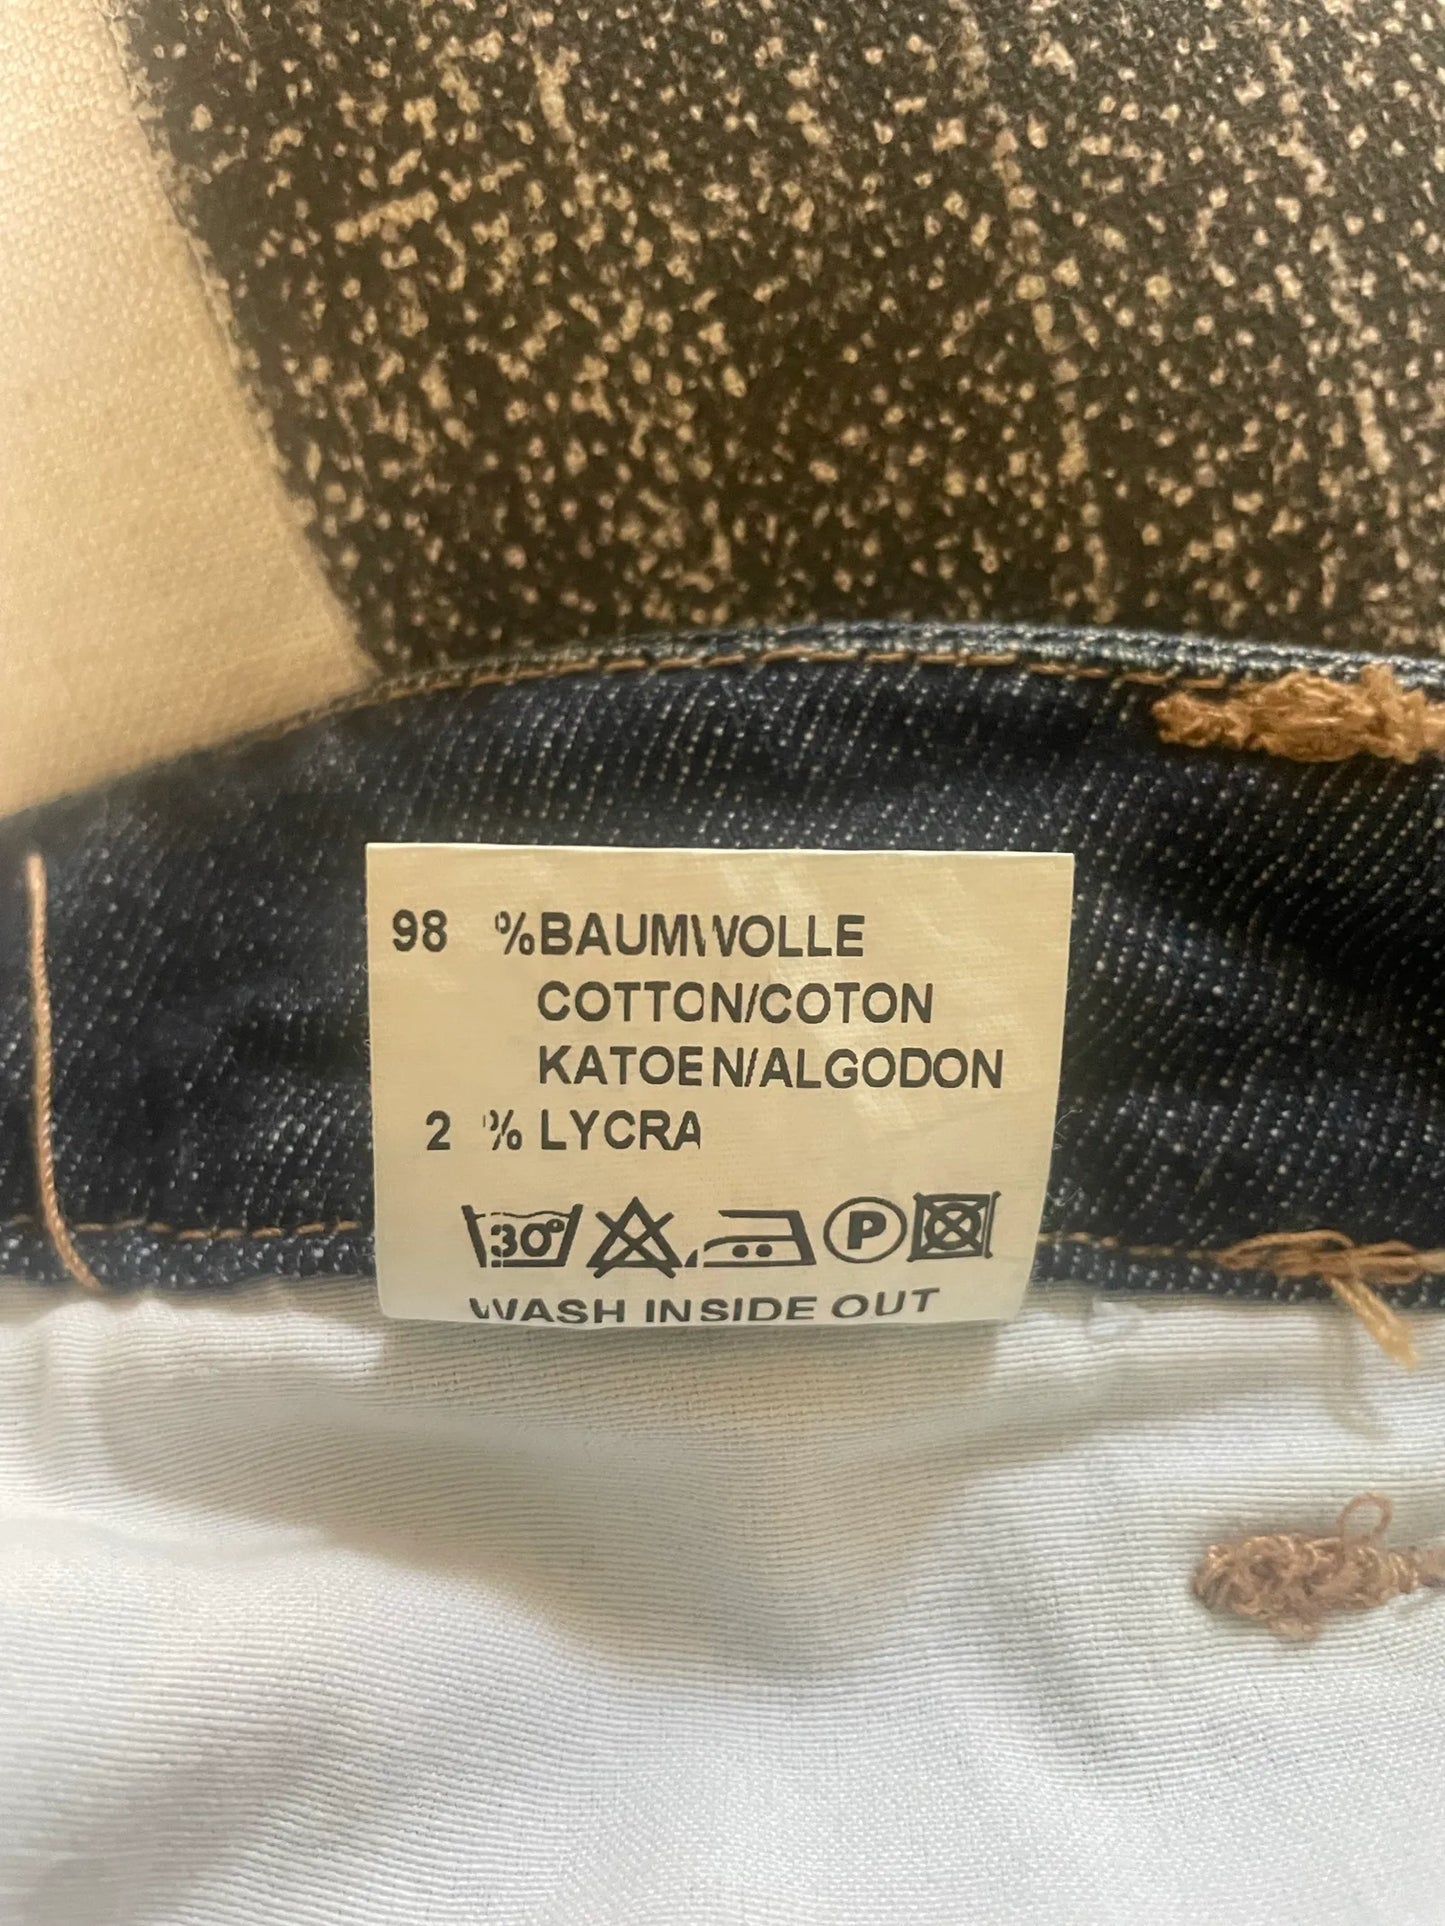 98 %BAUMWOLLE
COTTON/COTON
KATOEN/ALGODON
2 % LYCRA
30° P
WASH INSIDE OUT